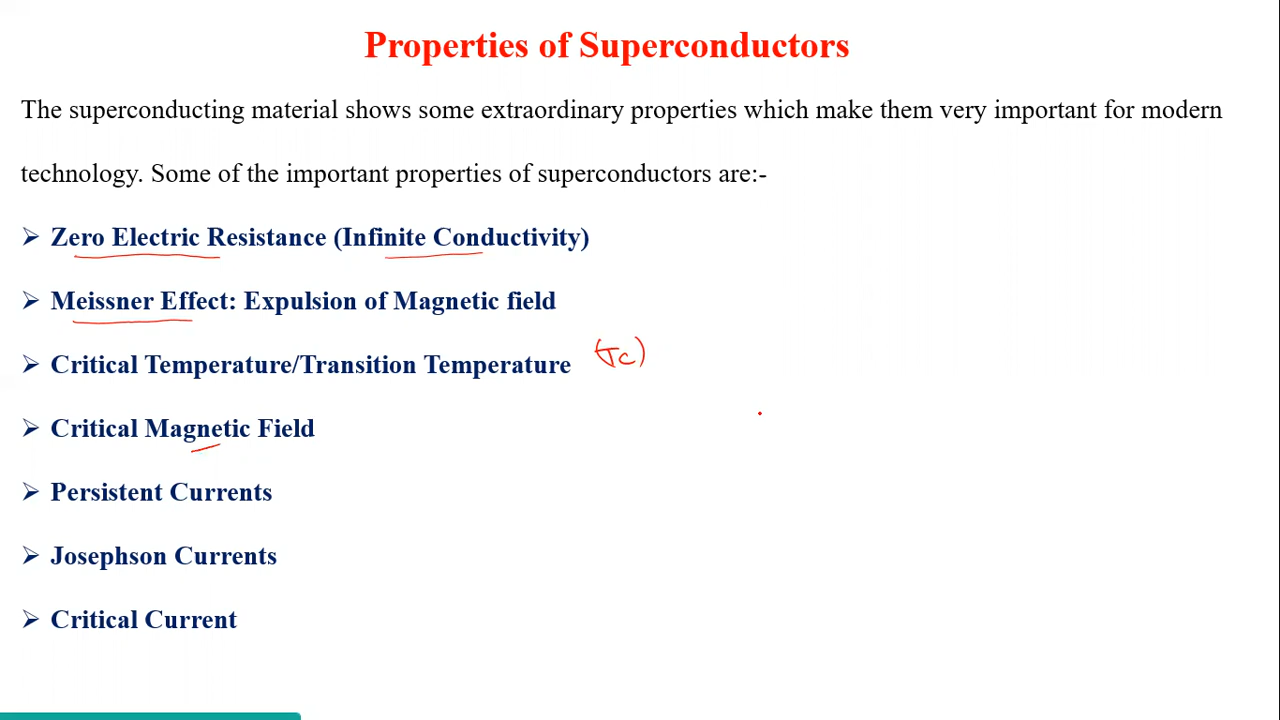 Properties of Superconductors
The superconducting material shows some extraordinary properties which make them very important for modern
technology. Some of the important properties of superconductors are:-
➢ Zero Electric Resistance (Infinite Conductivity)
➢ Meissner Effect: Expulsion of Magnetic field
➢ Critical Temperature/Transition Temperature (Tc)
➢ Critical Magnetic Field
➢ Persistent Currents
➢ Josephson Currents
➢ Critical Current